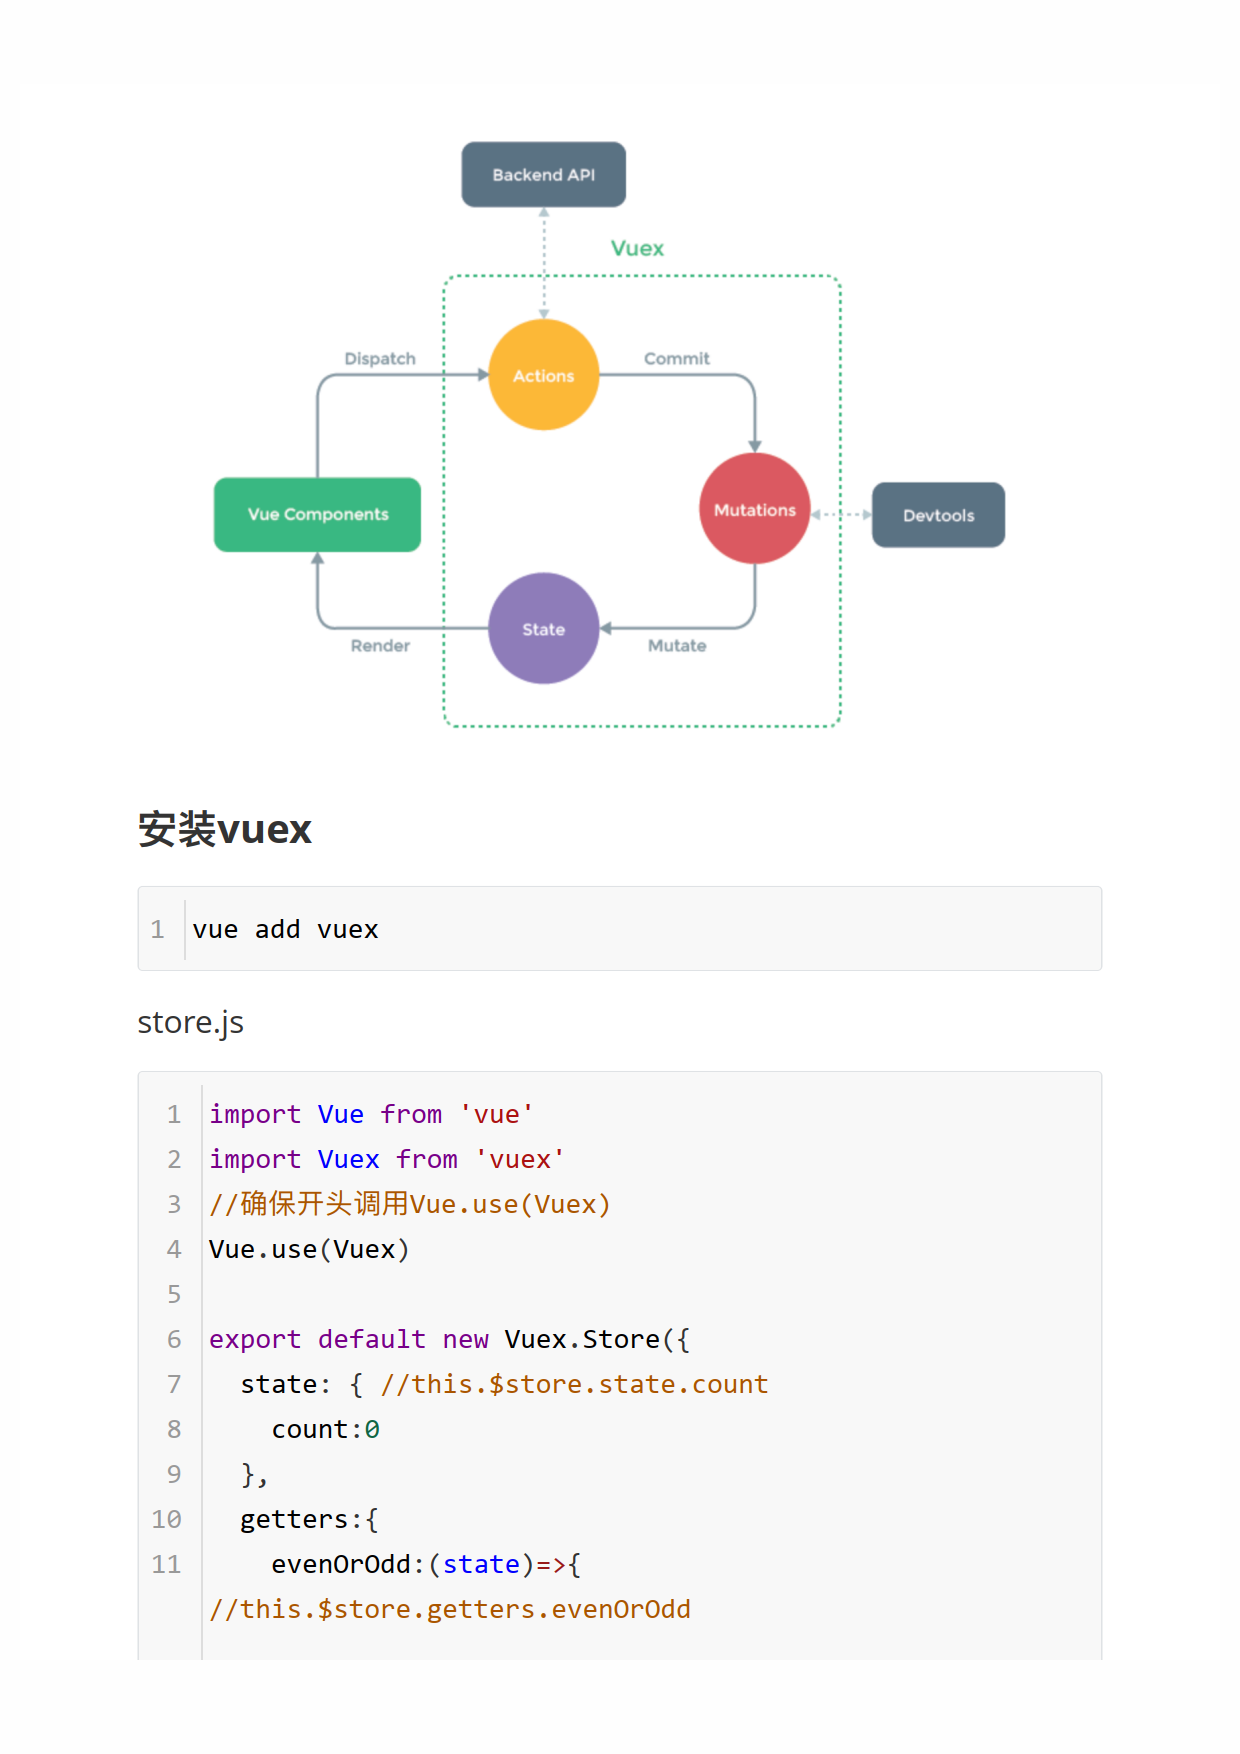 Backend API
Vuex
Dispatch
Commit
Actions
Vue Components
Mutations
Devtools
State
Render
Mutate
安装vuex
1 vue add vuex
store.js
1 import Vue from 'vue'
2 import Vuex from 'vuex'
3 //确保开头调用Vue.use(Vuex)
4 Vue.use(Vuex)
5
6 export default new Vuex.Store({
7   state: { //this.$store.state.count
8     count:0
9   },
10   getters:{
11     evenOrOdd:(state)=>{
//this.$store.getters.evenOrOdd